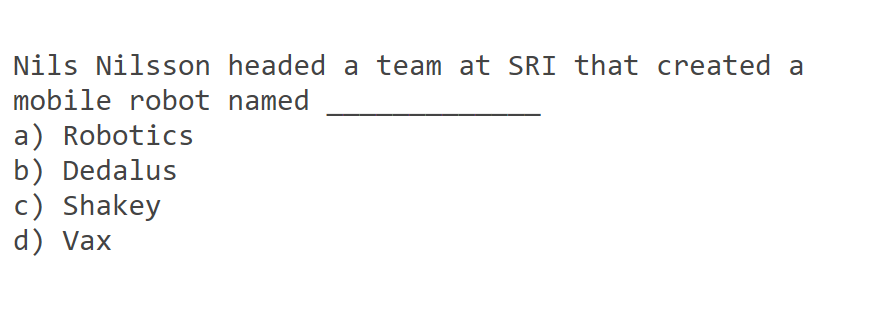 Nils Nilsson headed a team at SRI that created a
mobile robot named _____________
a) Robotics
b) Dedalus
c) Shakey
d) Vax